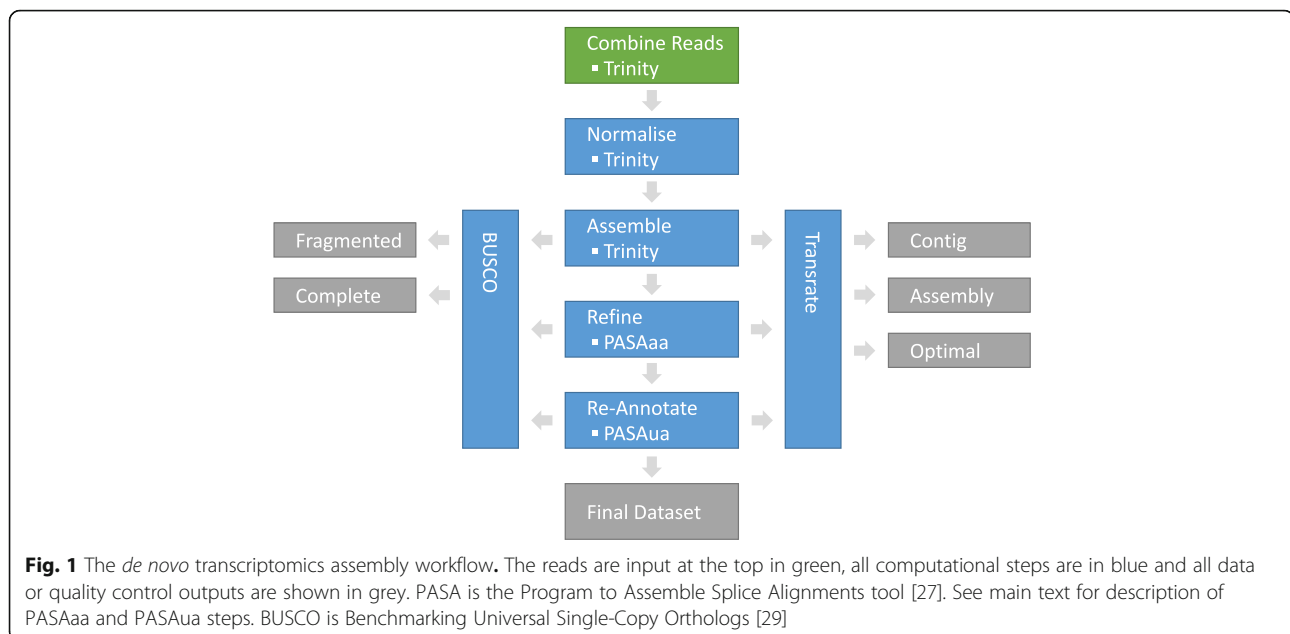 Combine Reads
▪ Trinity
Normalise
▪ Trinity
Assemble
▪ Trinity
BUSCO
Fragmented
Complete
Transrate
Contig
Assembly
Optimal
Refine
▪ PASAaa
Re-Annotate
▪ PASAua
Final Dataset
Fig. 1 The de novo transcriptomics assembly workflow. The reads are input at the top in green, all computational steps are in blue and all data
or quality control outputs are shown in grey. PASA is the Program to Assemble Splice Alignments tool [27]. See main text for description of
PASAaa and PASAua steps. BUSCO is Benchmarking Universal Single-Copy Orthologs [29]